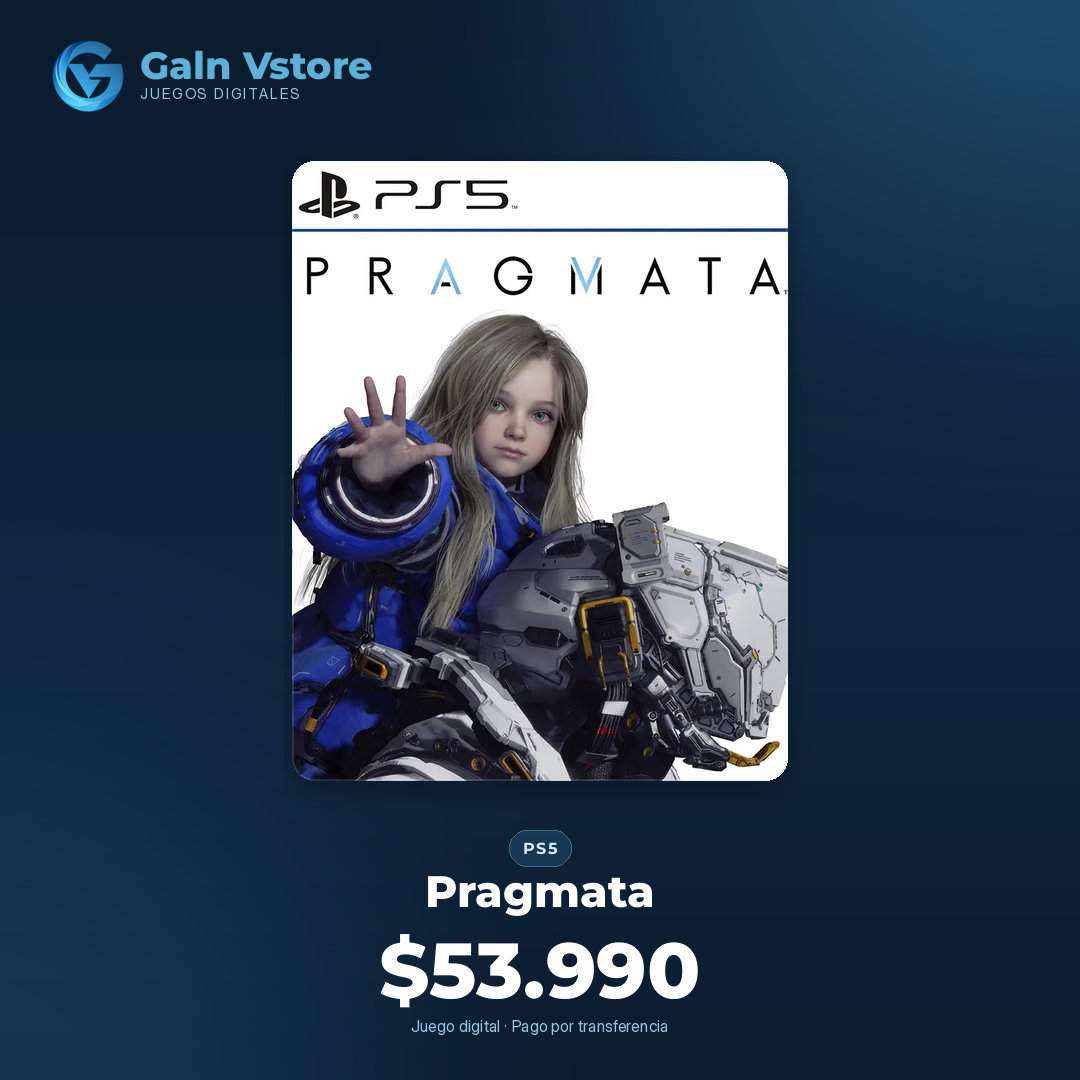 Galn Vstore
JUEGOS DIGITALES
PS5
PRAGMATA
PS5
Pragmata
$53.990
Juego digital · Pago por transferencia